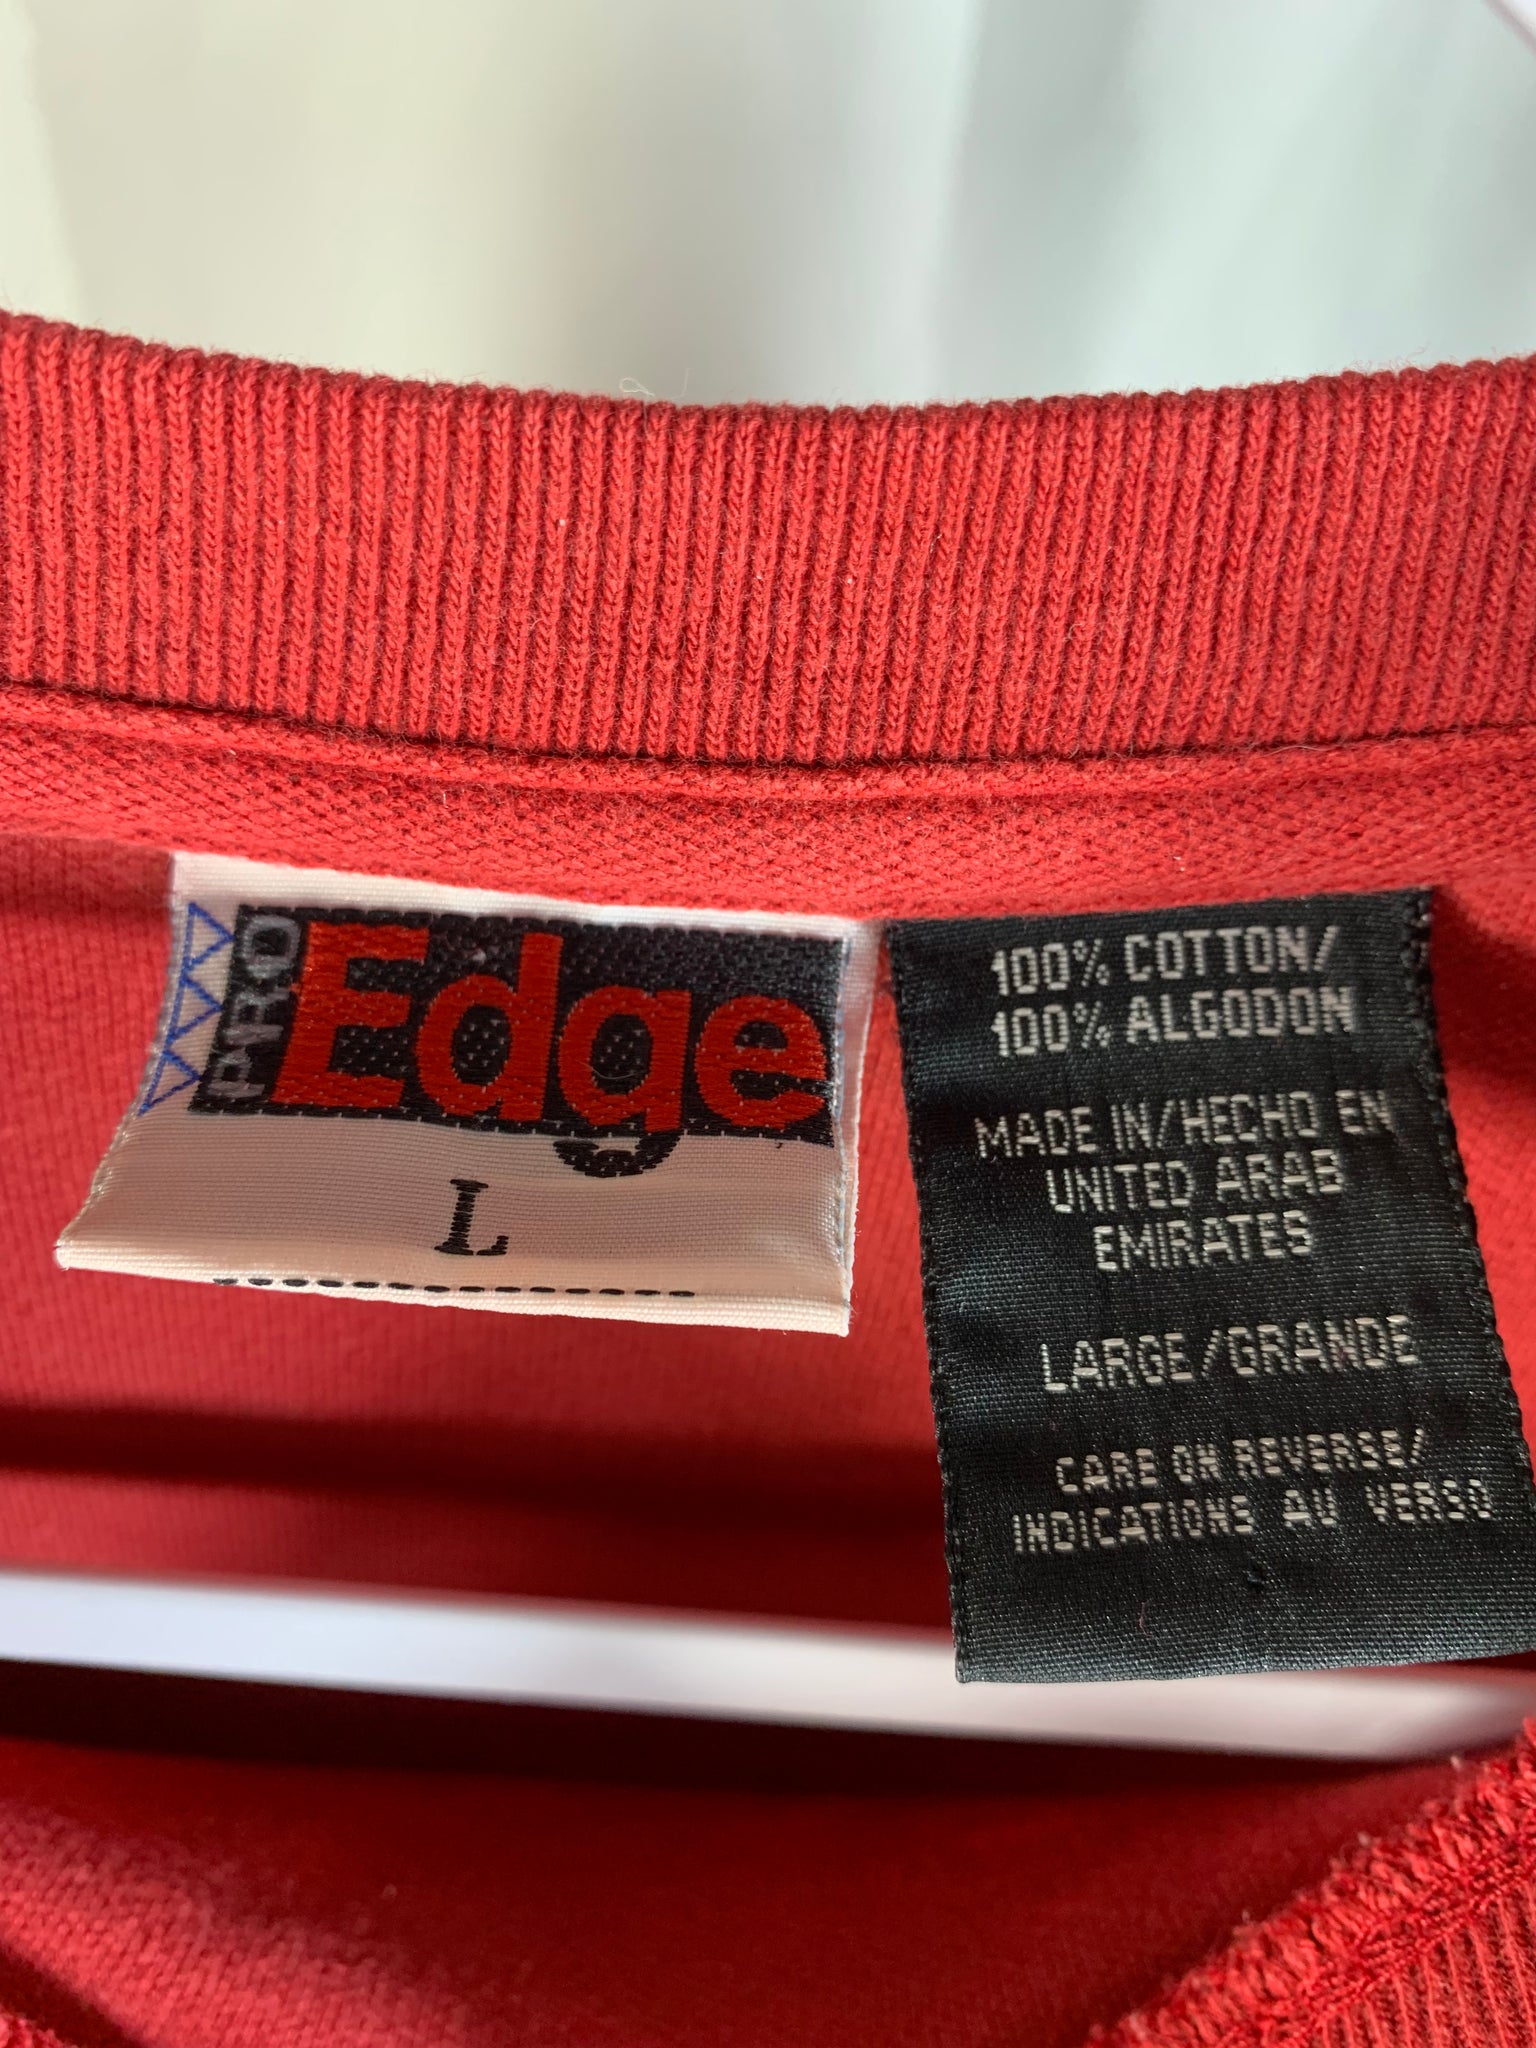 PRO Edge
L
100% COTTON/
100% ALGODON
MADE IN/HECHO EN
UNITED ARAB
EMIRATES
LARGE/GRANDE
CARE ON REVERSE/
INDICATIONS AU VERSO